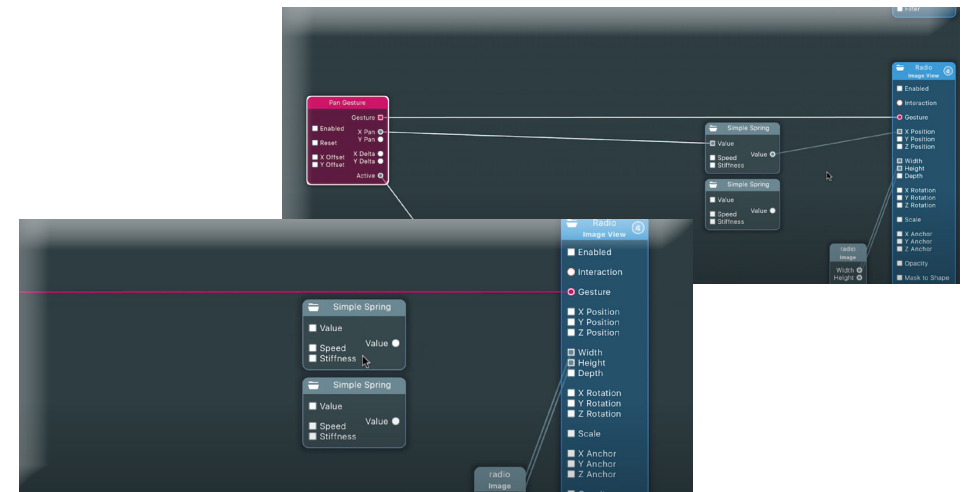 Filter
Radio
4
Image View
Enabled
Interaction
Gesture
X Position
Y Position
Z Position
Width
Height
Depth
X Rotation
Y Rotation
Z Rotation
Scale
X Anchor
Y Anchor
Z Anchor
Opacity
Mask to Shape
Pan Gesture
Gesture
Enabled
X Pan
Y Pan
Reset
X Offset
X Delta
Y Offset
Y Delta
Active
Simple Spring
Value
Value
Speed
Stiffness
Simple Spring
Value
Value
Speed
Stiffness
radio
Image
Width
Height
Radio
4
Image View
Enabled
Interaction
Gesture
X Position
Y Position
Z Position
Width
Height
Depth
X Rotation
Y Rotation
Z Rotation
Scale
X Anchor
Y Anchor
Z Anchor
Simple Spring
Value
Value
Speed
Stiffness
Simple Spring
Value
Value
Speed
Stiffness
radio
Image